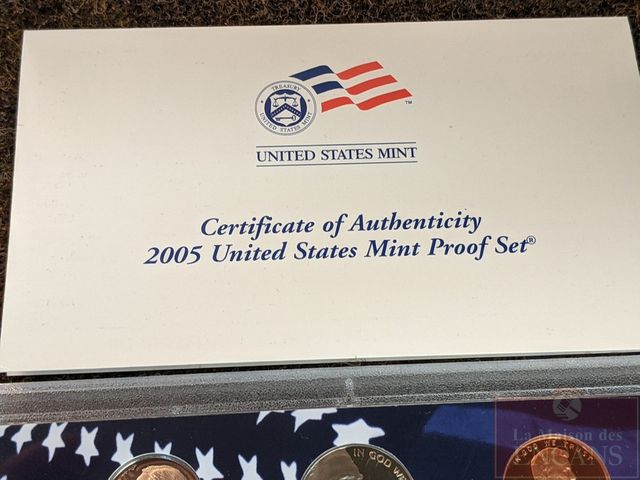 TREASURY
UNITED STATES MINT
TM
UNITED STATES MINT
Certificate of Authenticity
2005 United States Mint Proof Set®
IN GOD WE
La Maison des
ENCANS